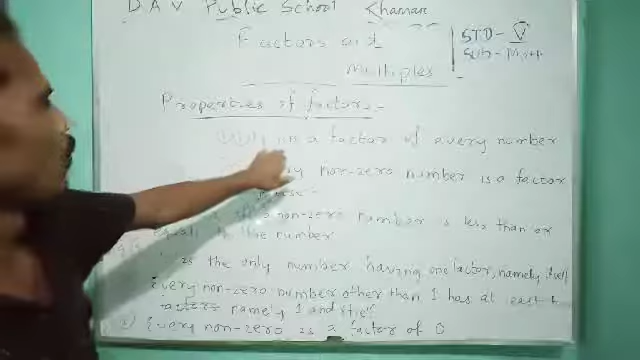 D A V Public School Khamar
STD - V
Factors and
Sub - Math
Multiples
Properties of factors -
is a factor of every number
non-zero number is a factor
non-zero number is less than or
equal to the number
is the only number having one factor, namely itself
Every non-zero number other than 1 has at least
factors namely 1 and itself
Every non-zero is a factor of 0